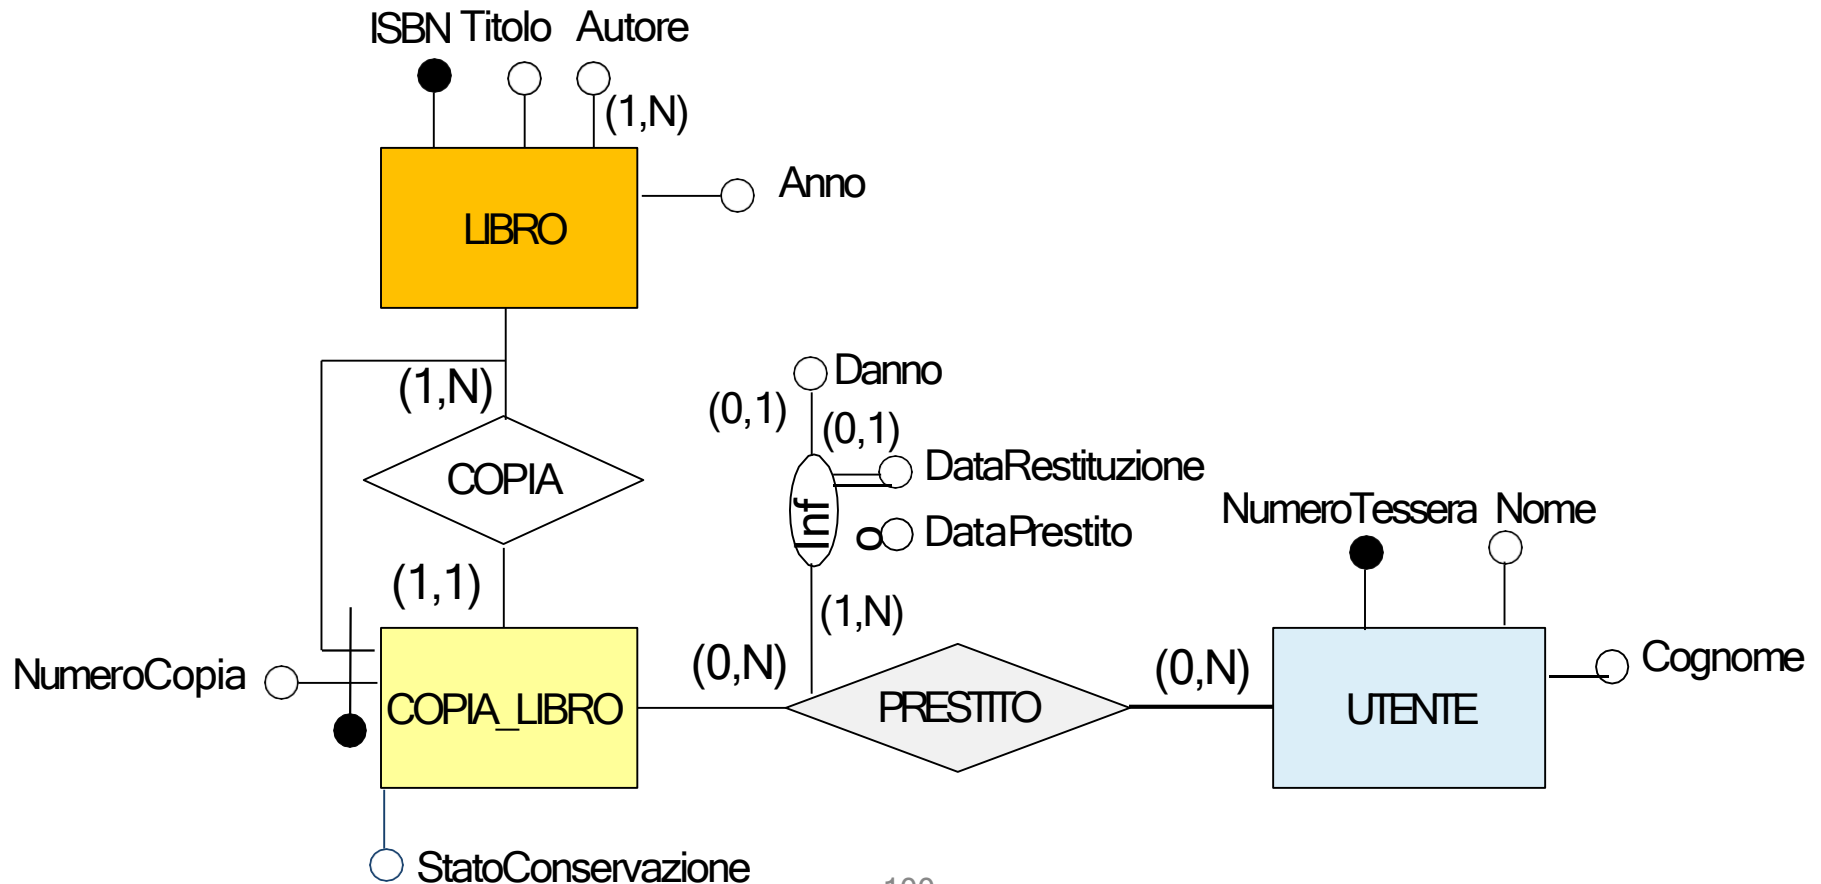 ISBN Titolo Autore
(1,N)
Anno
LIBRO
(1,N)
Danno
(0,1)
(0,1)
COPIA
DataRestituzione
Inf
o
DataPrestito
NumeroTessera Nome
(1,1)
(1,N)
NumeroCopia
(0,N)
(0,N)
Cognome
COPIA_LIBRO
PRESTITO
UTENTE
StatoConservazione